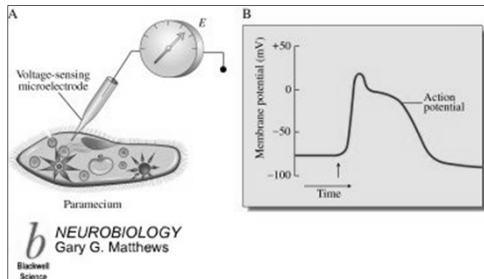 A
E
Voltage-sensing
microelectrode
Paramecium
b
Blackwell
Science
NEUROBIOLOGY
Gary G. Matthews
B
Membrane potential (mV)
+50
0
−50
−100
Action
potential
Time